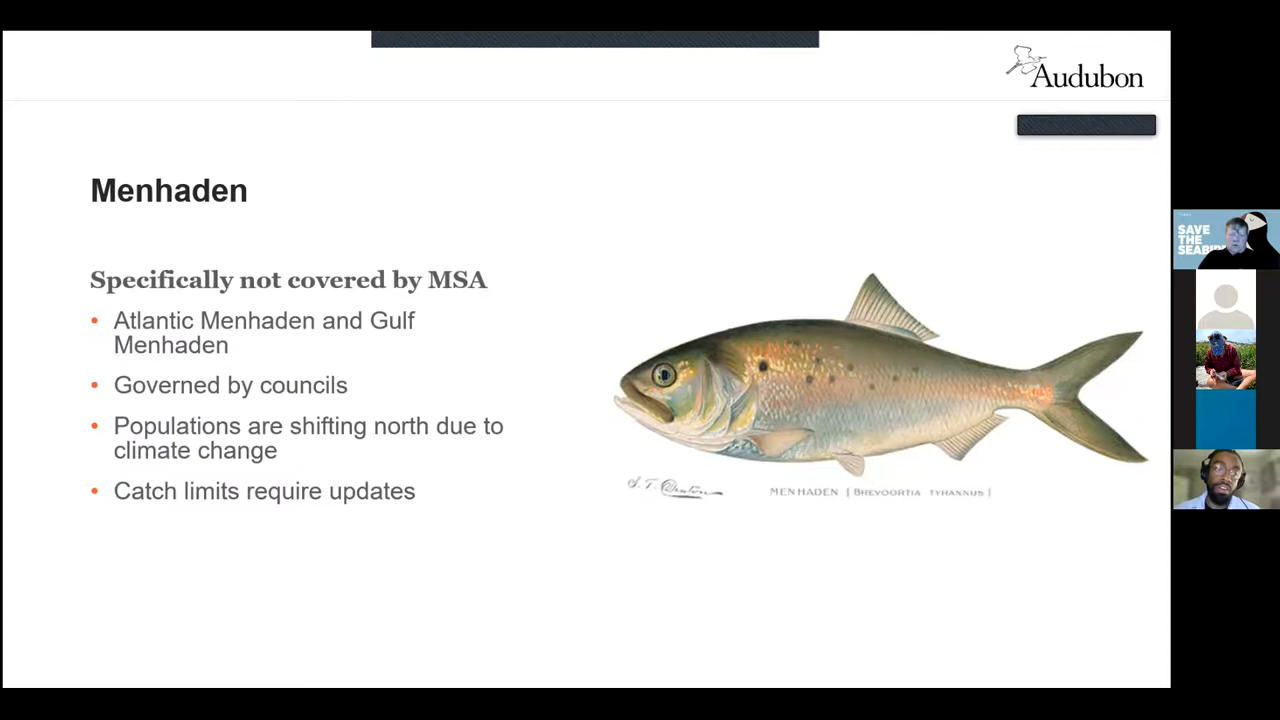 Audubon
Menhaden
Specifically not covered by MSA
• Atlantic Menhaden and Gulf
Menhaden
• Governed by councils
• Populations are shifting north due to
climate change
• Catch limits require updates
MENHADEN (BREVOORTIA TYRANNUS)
SAVE
THE